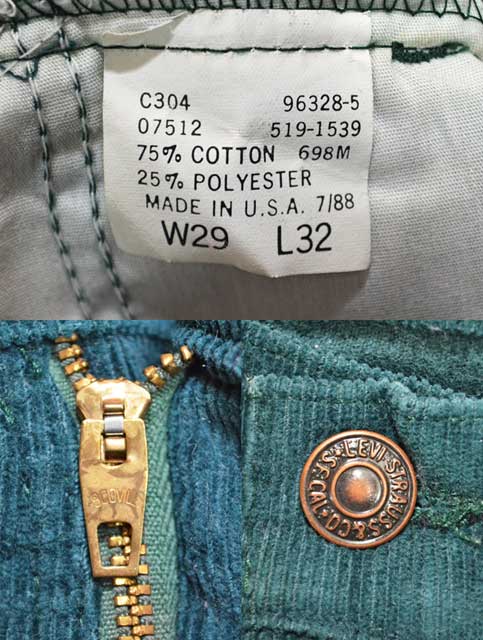 C304 96328-5
07512 519-1539
75% COTTON 698M
25% POLYESTER
MADE IN U.S.A. 7/88
W29 L32
SCOVILL
LEVI STRAUSS & CO. S.F. CAL.